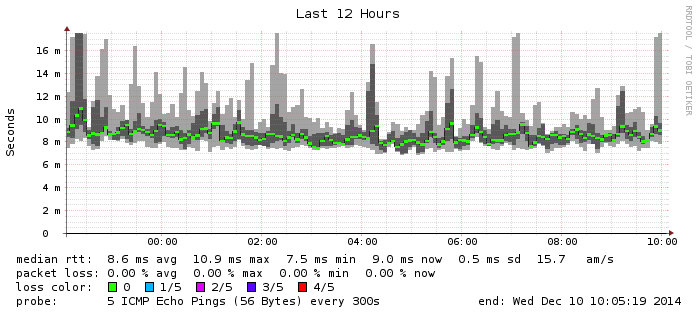 Last 12 Hours
RRDTOOL / TOBI OETIKER
Seconds
16 m
14 m
12 m
10 m
8 m
6 m
4 m
2 m
0
00:00 02:00 04:00 06:00 08:00 10:00
median rtt: 8.6 ms avg 10.9 ms max 7.5 ms min 9.0 ms now 0.5 ms sd 15.7 am/s
packet loss: 0.00 % avg 0.00 % max 0.00 % min 0.00 % now
loss color: 0 1/5 2/5 3/5 4/5
probe: 5 ICMP Echo Pings (56 Bytes) every 300s end: Wed Dec 10 10:05:19 2014